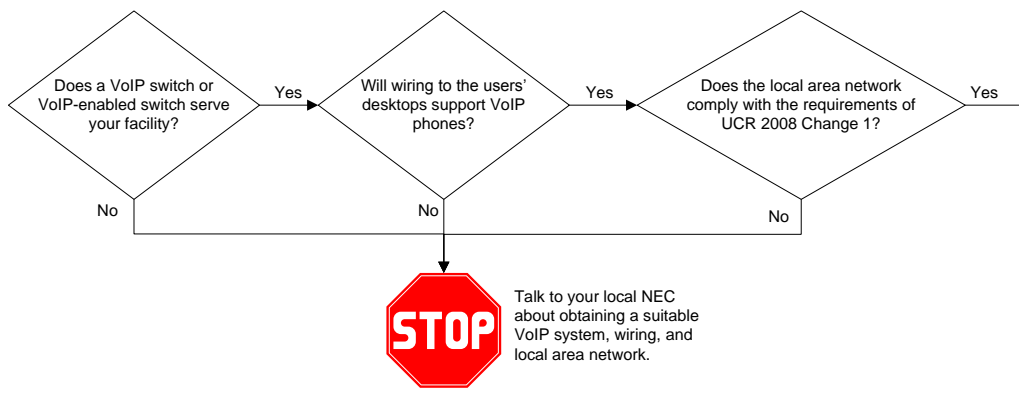 Does a VoIP switch or
VoIP-enabled switch serve
your facility?
Yes
Will wiring to the users'
desktops support VoIP
phones?
Yes
Does the local area network
comply with the requirements of
UCR 2008 Change 1?
Yes
No
No
No
STOP
Talk to your local NEC
about obtaining a suitable
VoIP system, wiring, and
local area network.